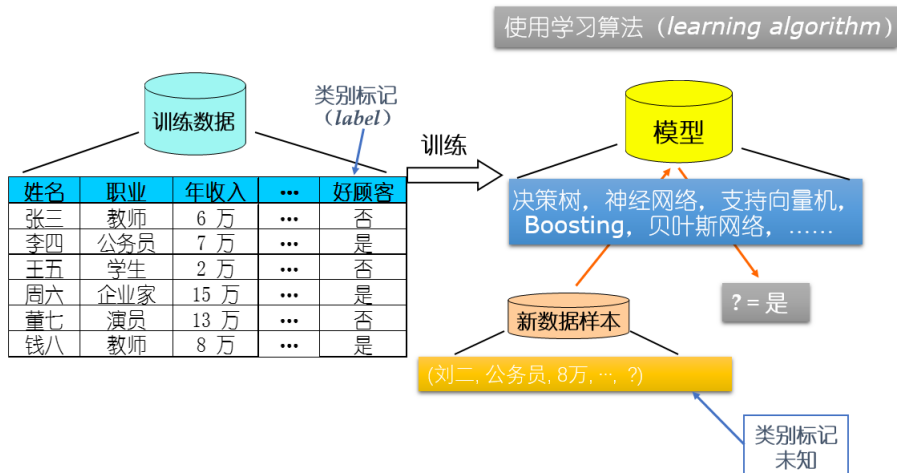 使用学习算法（learning algorithm）
训练数据
类别标记
（label）
训练
模型
姓名 职业 年收入 … 好顾客
张三 教师 6 万 … 否
李四 公务员 7 万 … 是
王五 学生 2 万 … 否
周六 企业家 15 万 … 是
董七 演员 13 万 … 否
钱八 教师 8 万 … 是
决策树，神经网络，支持向量机，
Boosting，贝叶斯网络，……
? = 是
新数据样本
(刘二, 公务员, 8万, …, ?)
类别标记
未知